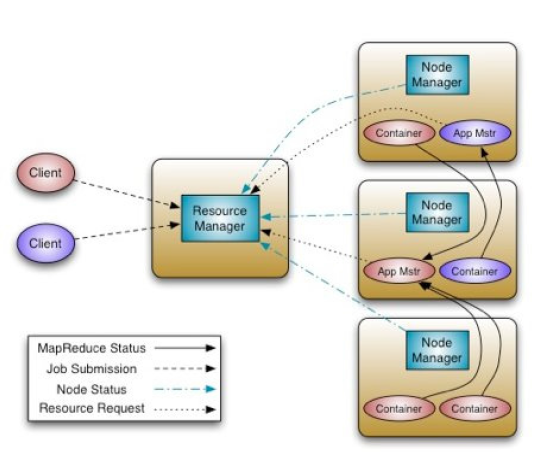 Node
Manager
Container
App Mstr
Client
Client
Resource
Manager
Node
Manager
App Mstr
Container
Node
Manager
Container
Container
MapReduce Status
Job Submission
Node Status
Resource Request